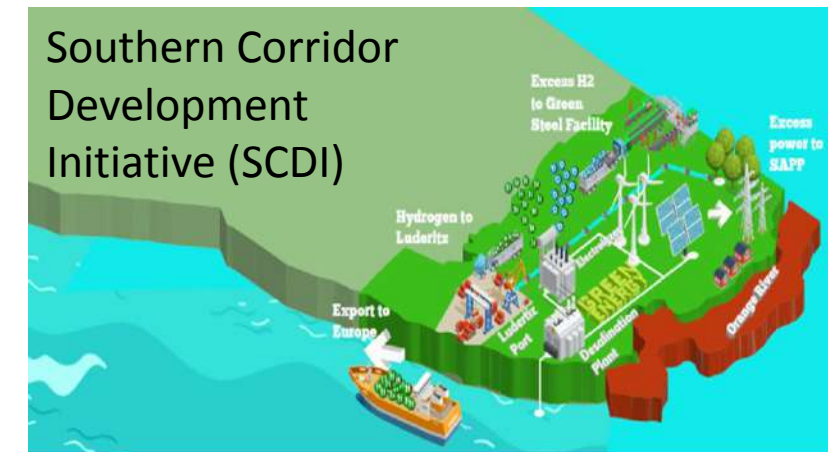 Southern Corridor
Development
Initiative (SCDI)
Excess H2
to Green
Steel Facility
Excess
power to
SAPP
Hydrogen to
Luderitz
Electrolyzer
GREEN
ENERGY
Export to
Europe
Luderitz
Port
Desalination
Plant
Orange River